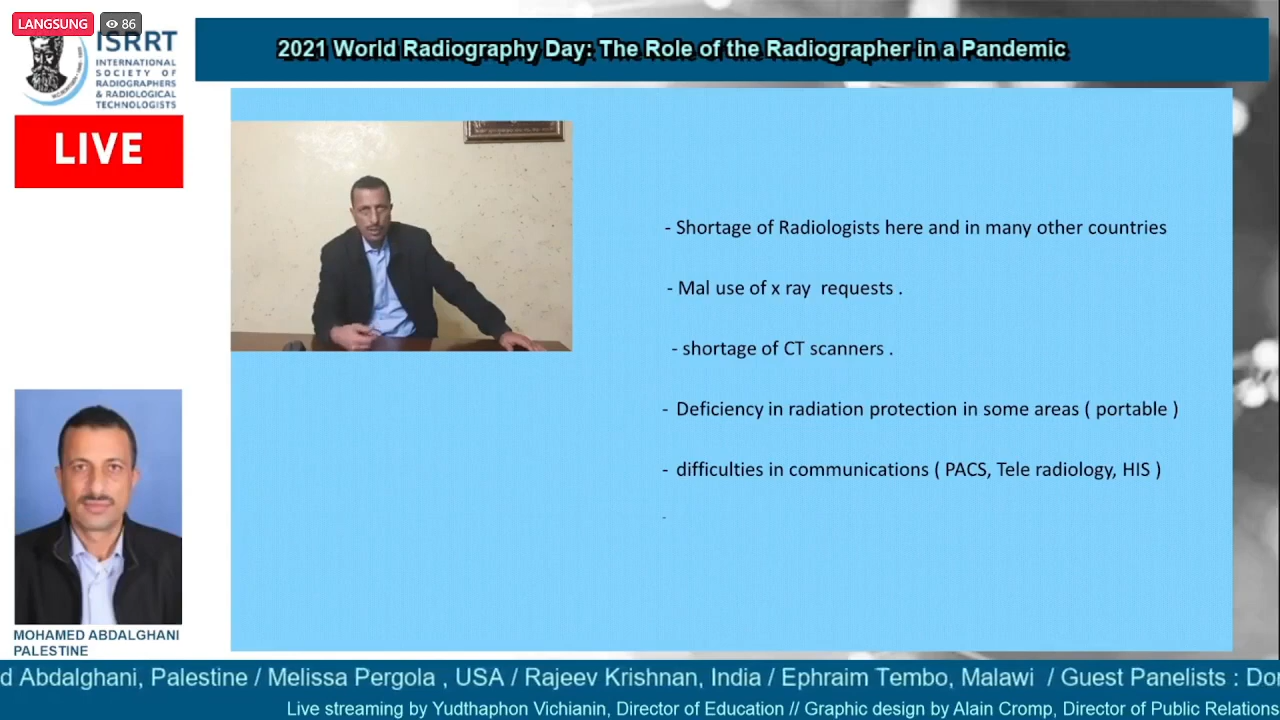 LANGSUNG 86
ISRRT
INTERNATIONAL
SOCIETY OF
RADIOGRAPHERS
& RADIOLOGICAL
TECHNOLOGISTS
2021 World Radiography Day: The Role of the Radiographer in a Pandemic
LIVE
- Shortage of Radiologists here and in many other countries
- Mal use of x ray requests .
- shortage of CT scanners .
- Deficiency in radiation protection in some areas ( portable )
- difficulties in communications ( PACS, Tele radiology, HIS )
-
MOHAMED ABDALGHANI
PALESTINE
d Abdalghani, Palestine / Melissa Pergola , USA / Rajeev Krishnan, India / Ephraim Tembo, Malawi / Guest Panelists : Do
Live streaming by Yudthaphon Vichianin, Director of Education // Graphic design by Alain Cromp, Director of Public Relations